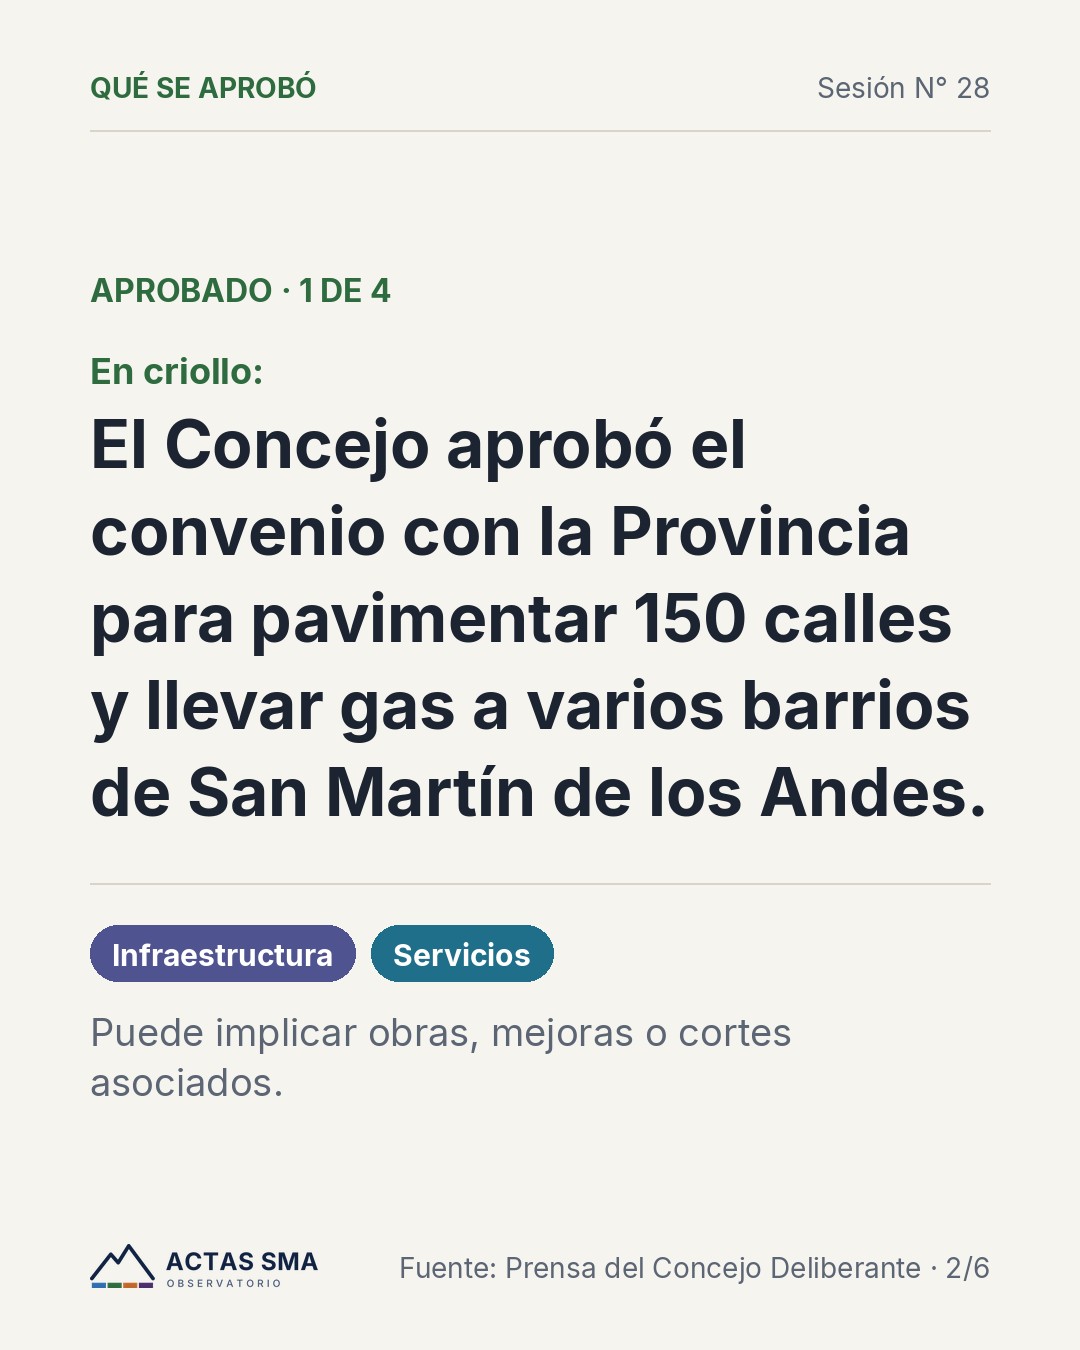 QUÉ SE APROBÓ
Sesión N° 28
APROBADO · 1 DE 4
En criollo:
El Concejo aprobó el
convenio con la Provincia
para pavimentar 150 calles
y llevar gas a varios barrios
de San Martín de los Andes.
Infraestructura
Servicios
Puede implicar obras, mejoras o cortes
asociados.
ACTAS SMA
OBSERVATORIO
Fuente: Prensa del Concejo Deliberante · 2/6